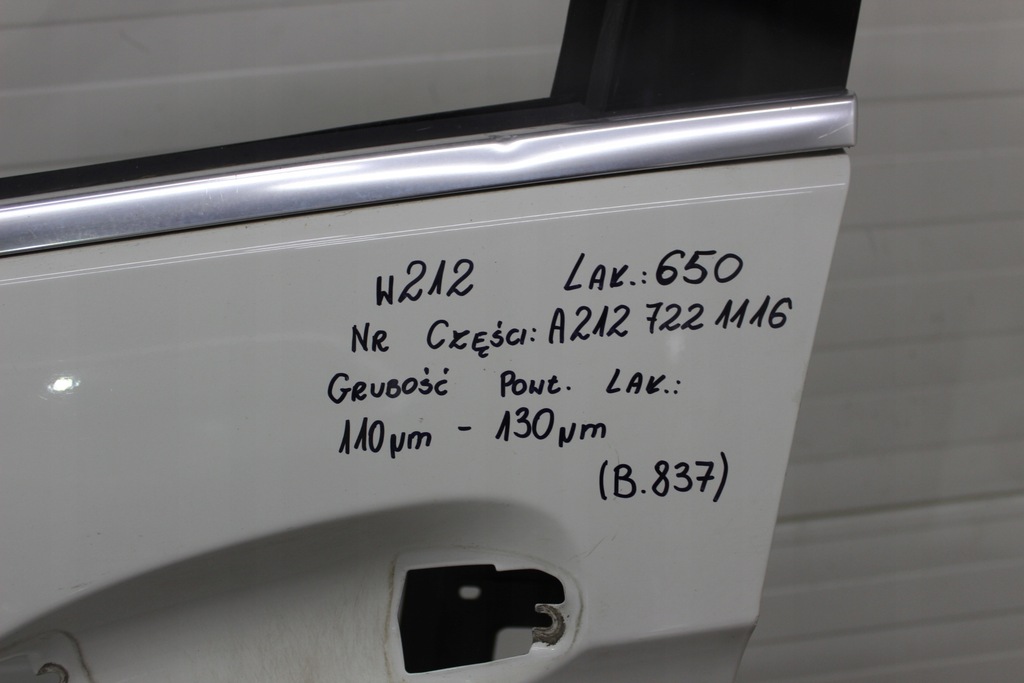 W212 LAK.: 650
NR CZĘŚCI: A212 722 1116
GRUBOŚĆ POWŁ. LAK.:
110µm - 130µm
(B.837)